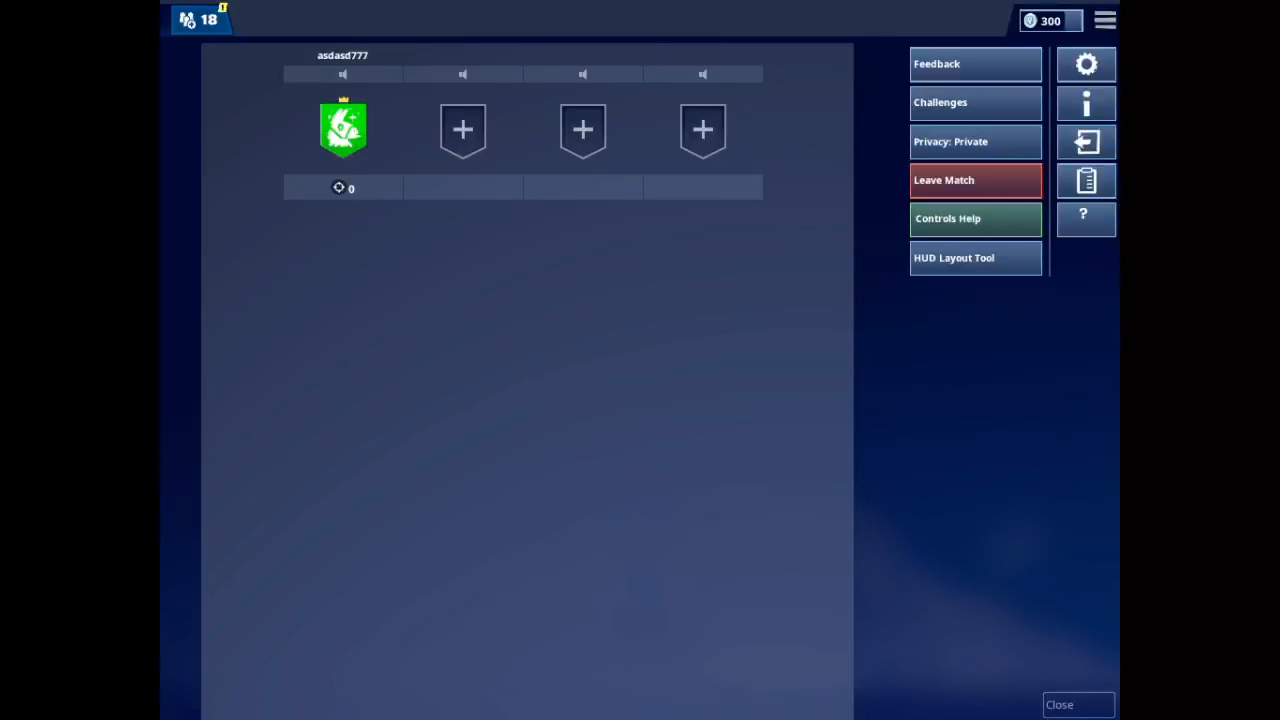 18
300
asdasd777
0
Feedback
Challenges
Privacy: Private
Leave Match
Controls Help
?
HUD Layout Tool
Close